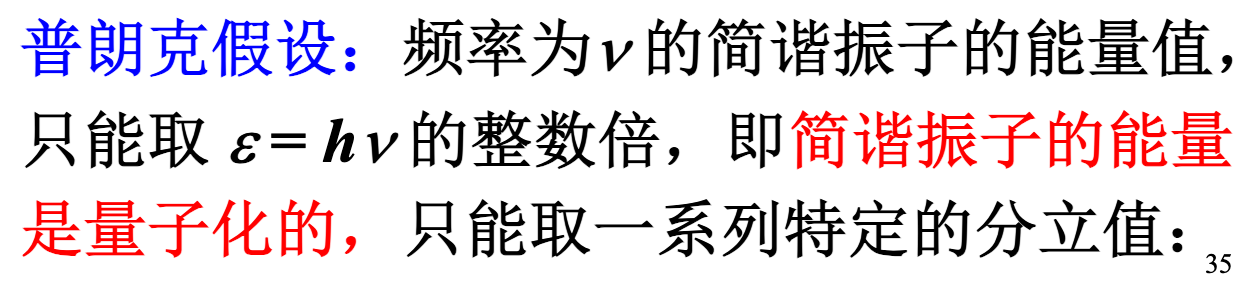 普朗克假设：频率为ν的简谐振子的能量值，
只能取 ε= hν的整数倍，即简谐振子的能量
是量子化的，只能取一系列特定的分立值：
35